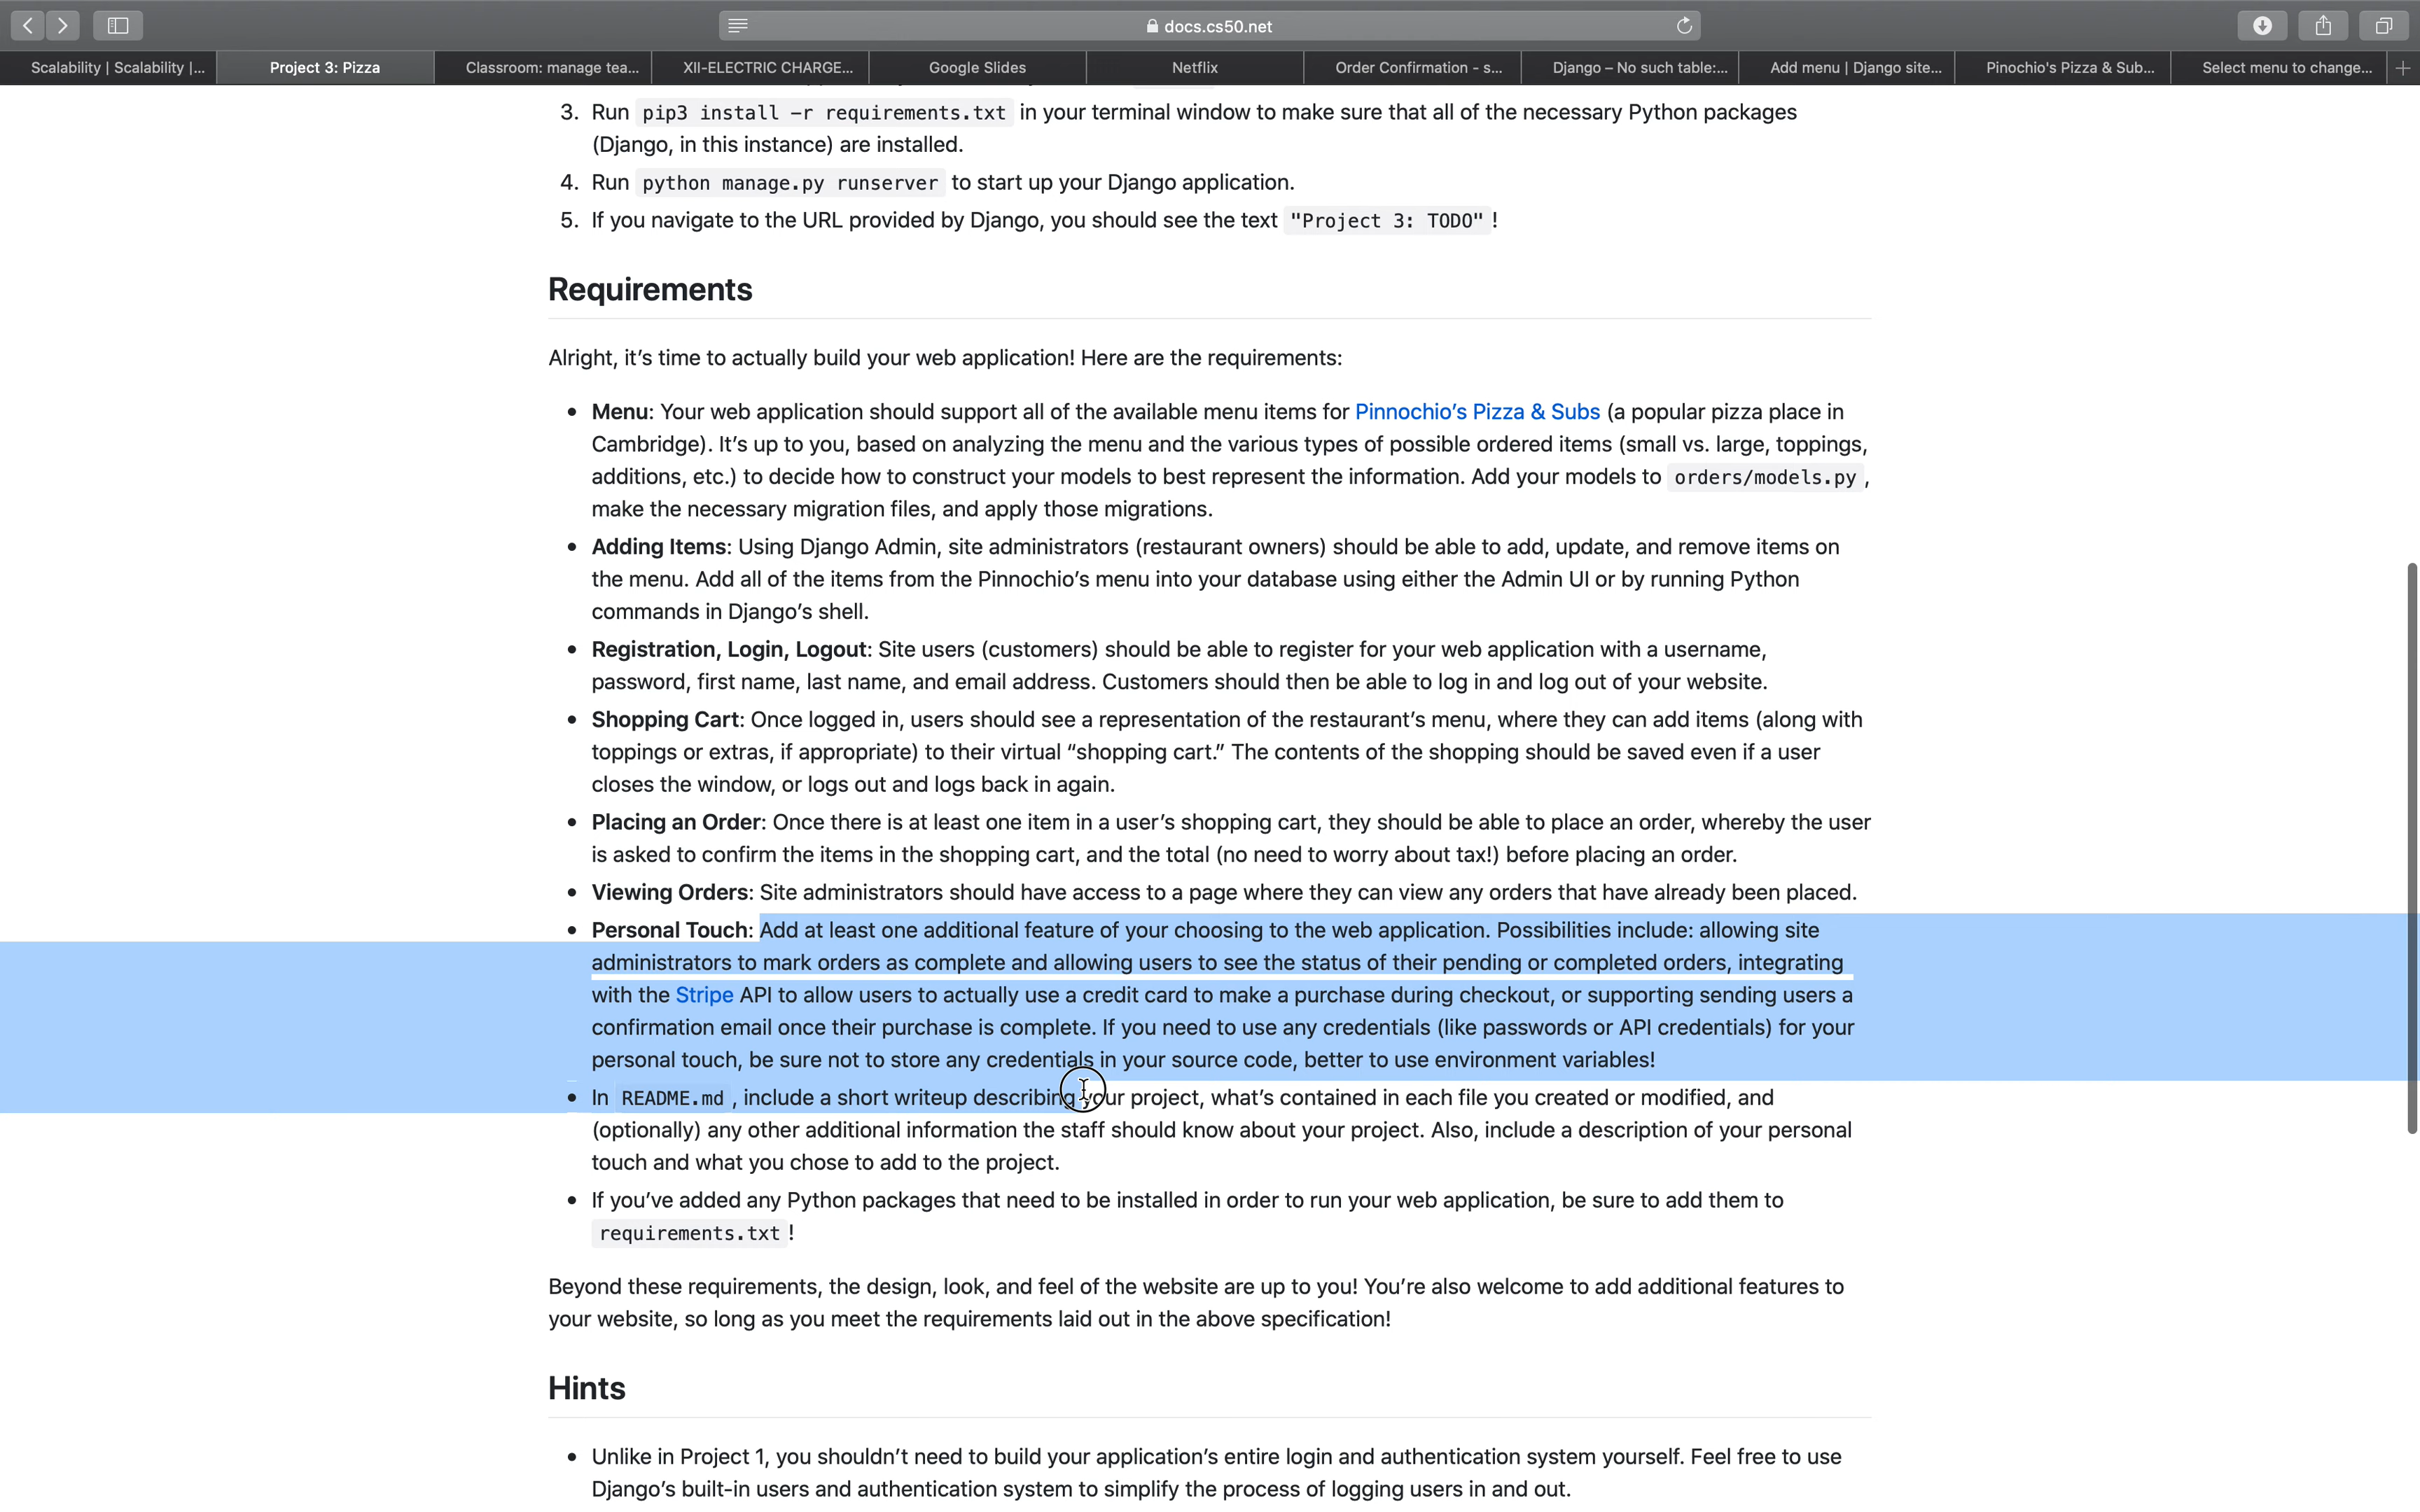 docs.cs50.net
Scalability | Scalability |...
Project 3: Pizza
Classroom: manage tea...
XII-ELECTRIC CHARGE...
Google Slides
Netflix
Order Confirmation - s...
Django – No such table:...
Add menu | Django site...
Pinochio's Pizza & Sub...
Select menu to change...
3. Run pip3 install -r requirements.txt in your terminal window to make sure that all of the necessary Python packages
(Django, in this instance) are installed.
4. Run python manage.py runserver to start up your Django application.
5. If you navigate to the URL provided by Django, you should see the text "Project 3: TODO" !
Requirements
Alright, it’s time to actually build your web application! Here are the requirements:
• Menu: Your web application should support all of the available menu items for Pinnochio’s Pizza & Subs (a popular pizza place in
Cambridge). It’s up to you, based on analyzing the menu and the various types of possible ordered items (small vs. large, toppings,
additions, etc.) to decide how to construct your models to best represent the information. Add your models to orders/models.py ,
make the necessary migration files, and apply those migrations.
• Adding Items: Using Django Admin, site administrators (restaurant owners) should be able to add, update, and remove items on
the menu. Add all of the items from the Pinnochio’s menu into your database using either the Admin UI or by running Python
commands in Django’s shell.
• Registration, Login, Logout: Site users (customers) should be able to register for your web application with a username,
password, first name, last name, and email address. Customers should then be able to log in and log out of your website.
• Shopping Cart: Once logged in, users should see a representation of the restaurant’s menu, where they can add items (along with
toppings or extras, if appropriate) to their virtual “shopping cart.” The contents of the shopping should be saved even if a user
closes the window, or logs out and logs back in again.
• Placing an Order: Once there is at least one item in a user’s shopping cart, they should be able to place an order, whereby the user
is asked to confirm the items in the shopping cart, and the total (no need to worry about tax!) before placing an order.
• Viewing Orders: Site administrators should have access to a page where they can view any orders that have already been placed.
• Personal Touch: Add at least one additional feature of your choosing to the web application. Possibilities include: allowing site
administrators to mark orders as complete and allowing users to see the status of their pending or completed orders, integrating
with the Stripe API to allow users to actually use a credit card to make a purchase during checkout, or supporting sending users a
confirmation email once their purchase is complete. If you need to use any credentials (like passwords or API credentials) for your
personal touch, be sure not to store any credentials in your source code, better to use environment variables!
• In README.md , include a short writeup describing your project, what’s contained in each file you created or modified, and
(optionally) any other additional information the staff should know about your project. Also, include a description of your personal
touch and what you chose to add to the project.
• If you’ve added any Python packages that need to be installed in order to run your web application, be sure to add them to
requirements.txt !
Beyond these requirements, the design, look, and feel of the website are up to you! You’re also welcome to add additional features to
your website, so long as you meet the requirements laid out in the above specification!
Hints
• Unlike in Project 1, you shouldn’t need to build your application’s entire login and authentication system yourself. Feel free to use
Django’s built-in users and authentication system to simplify the process of logging users in and out.